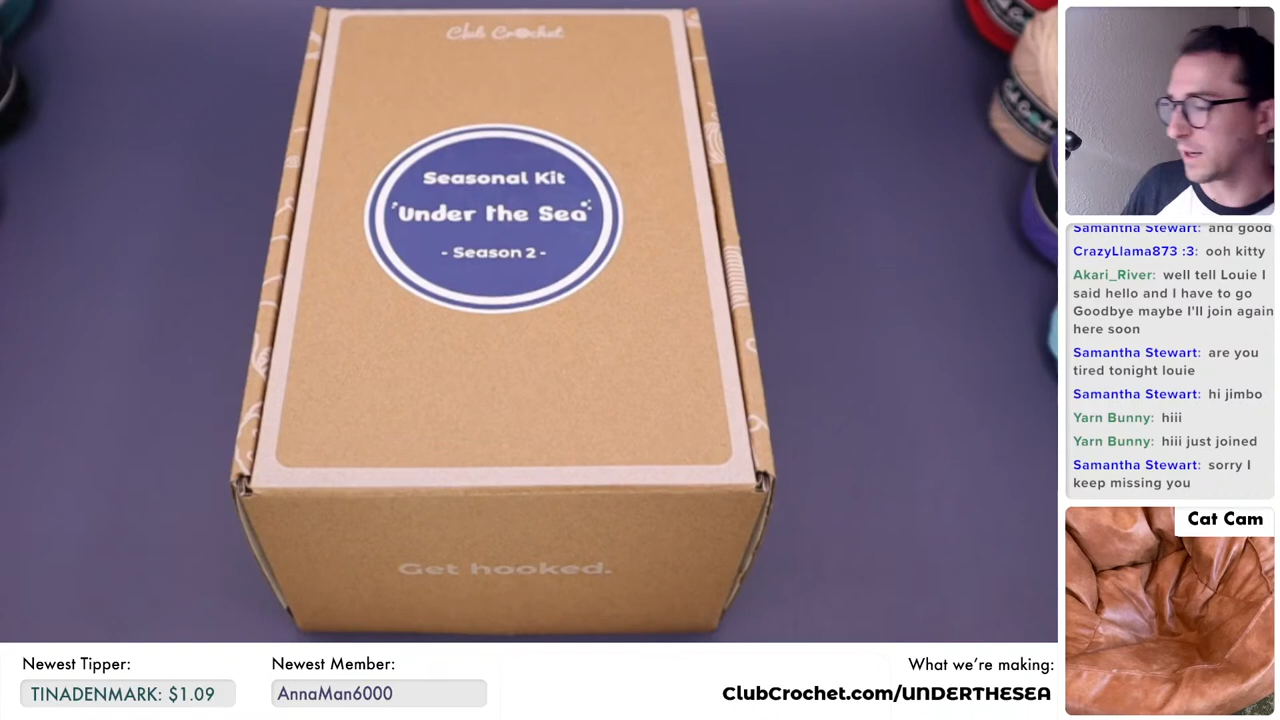 Club Crochet
Seasonal Kit
Under the Sea
- Season 2 -
Get hooked.
Samantha Stewart: and good
CrazyLlama873 :3: ooh kitty
Akari_River: well tell Louie I
said hello and I have to go
Goodbye maybe I'll join again
here soon
Samantha Stewart: are you
tired tonight louie
Samantha Stewart: hi jimbo
Yarn Bunny: hiii
Yarn Bunny: hiii just joined
Samantha Stewart: sorry I
keep missing you
Cat Cam
Newest Tipper:
TINADENMARK: $1.09
Newest Member:
AnnaMan6000
What we're making:
ClubCrochet.com/UNDERTHESEA